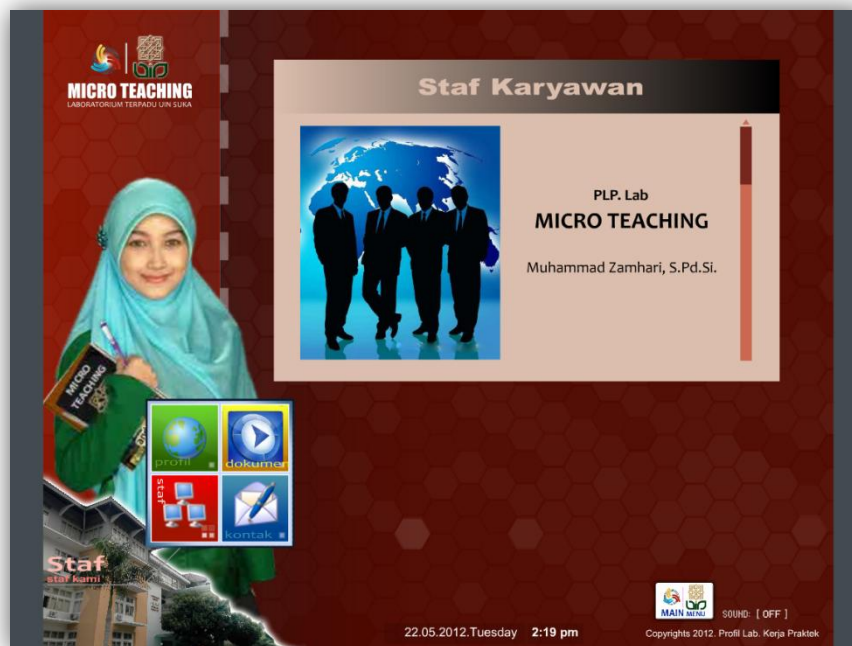 MICRO TEACHING
LABORATORIUM TERPADU UIN SUKA
Staf Karyawan
PLP. Lab
MICRO TEACHING
Muhammad Zamhari, S.Pd.Si.
MICRO
TEACHING
profil
dokumen
staf
kontak
Staf
staf kami
MAIN MENU
SOUND: [ OFF ]
22.05.2012.Tuesday 2:19 pm
Copyrights 2012. Profil Lab. Kerja Praktek